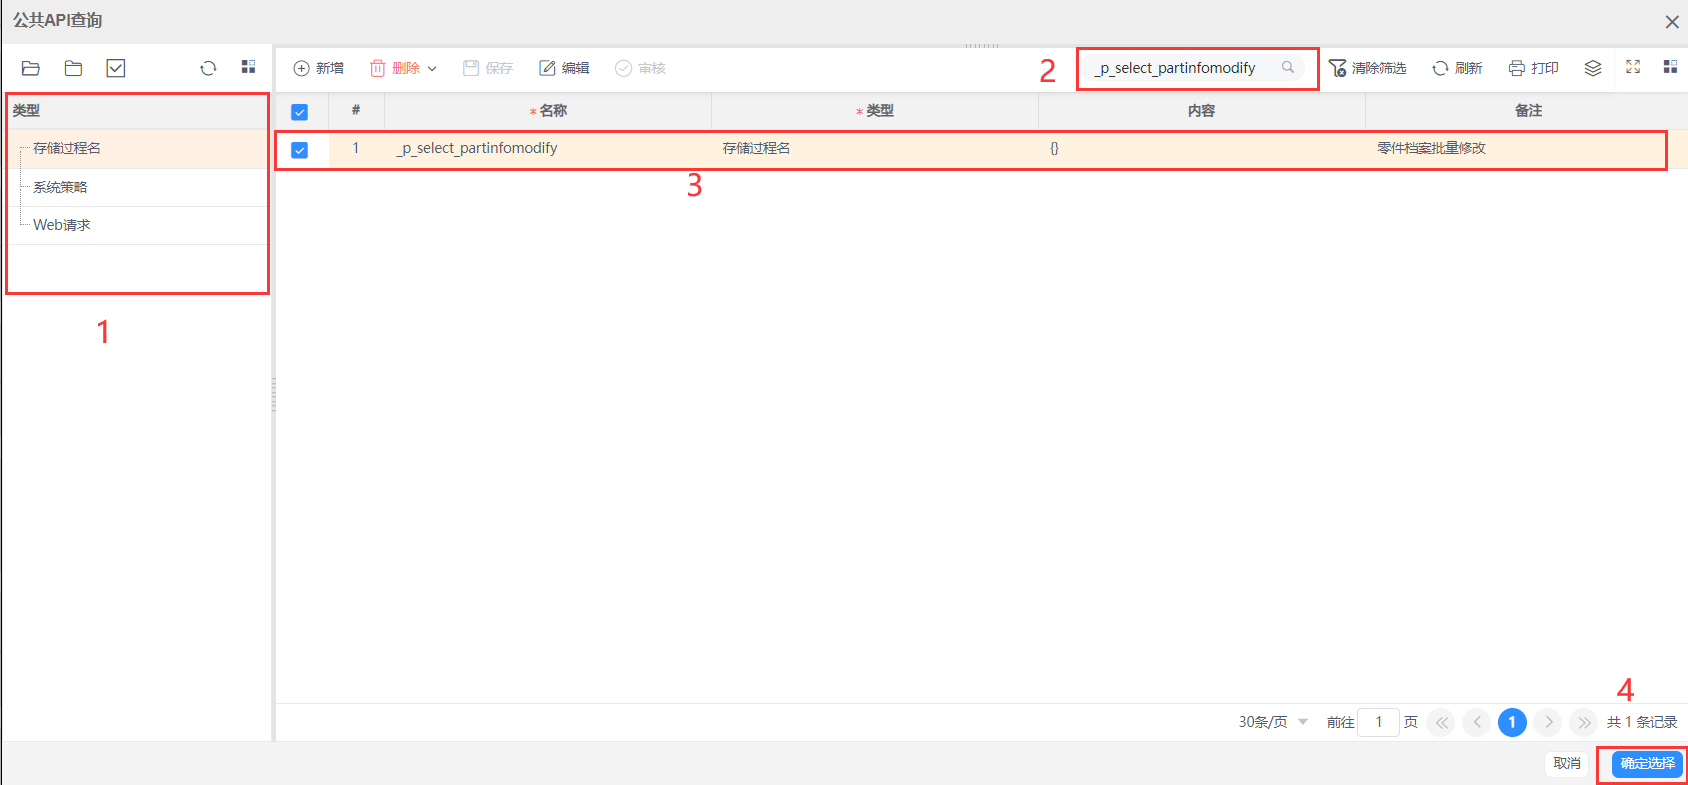 公共API查询
新增 删除 保存 编辑 审核 2 _p_select_partinfomodify 清除筛选 刷新 打印
类型
存储过程名
系统策略
Web请求
1
# *名称 *类型 内容 备注
1 _p_select_partinfomodify 存储过程名 {} 零件档案批量修改
3
4
30条/页 前往 1 页 1 共 1 条记录
取消 确定选择